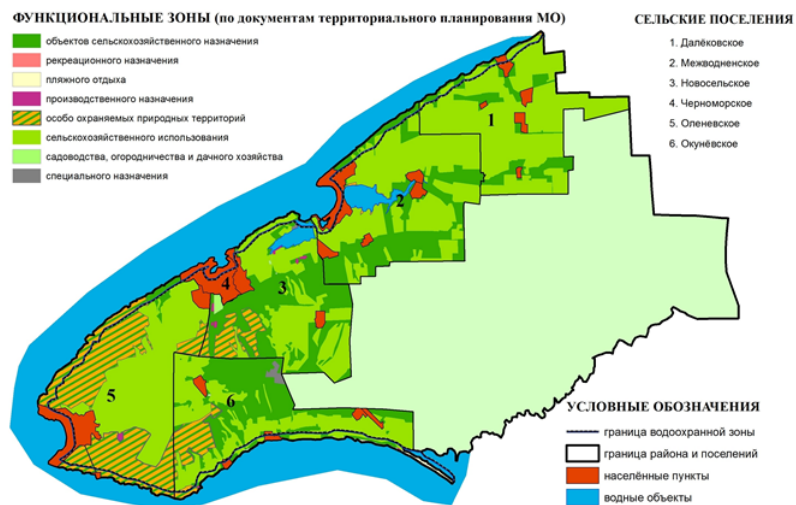 ФУНКЦИОНАЛЬНЫЕ ЗОНЫ (по документам территориального планирования МО)
объектов сельскохозяйственного назначения
рекреационного назначения
пляжного отдыха
производственного назначения
особо охраняемых природных территорий
сельскохозяйственного использования
садоводства, огородничества и дачного хозяйства
специального назначения
СЕЛЬСКИЕ ПОСЕЛЕНИЯ
1. Далёковское
2. Межводненское
3. Новосельское
4. Черноморское
5. Оленевское
6. Окунёвское
1
2
3
4
5
6
УСЛОВНЫЕ ОБОЗНАЧЕНИЯ
граница водоохранной зоны
граница района и поселений
населённые пункты
водные объекты